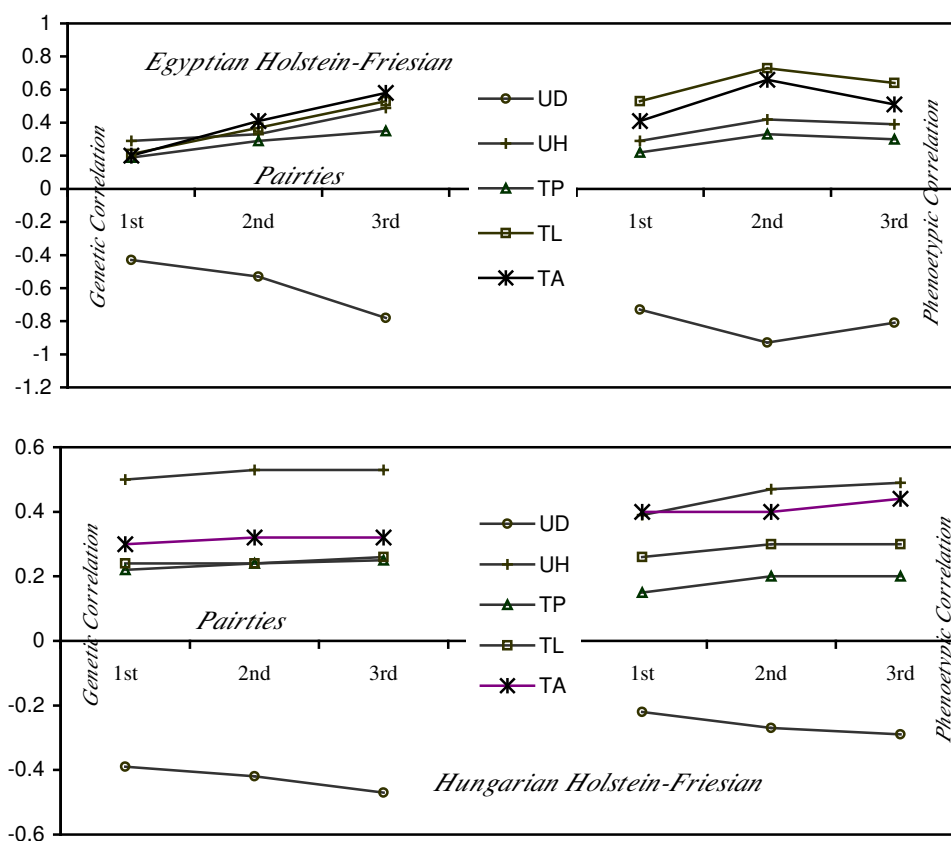 1
0.8
0.6
0.4
0.2
0
-0.2
-0.4
-0.6
-0.8
-1
-1.2
Egyptian Holstein-Friesian
Pairties
Genetic Correlation
1st 2nd 3rd
UD
UH
TP
TL
TA
1st 2nd 3rd
Phenoetypic Correlation
0.6
0.4
0.2
0
-0.2
-0.4
-0.6
Genetic Correlation
Pairties
1st 2nd 3rd
UD
UH
TP
TL
TA
1st 2nd 3rd
Phenoetypic Correlation
Hungarian Holstein-Friesian